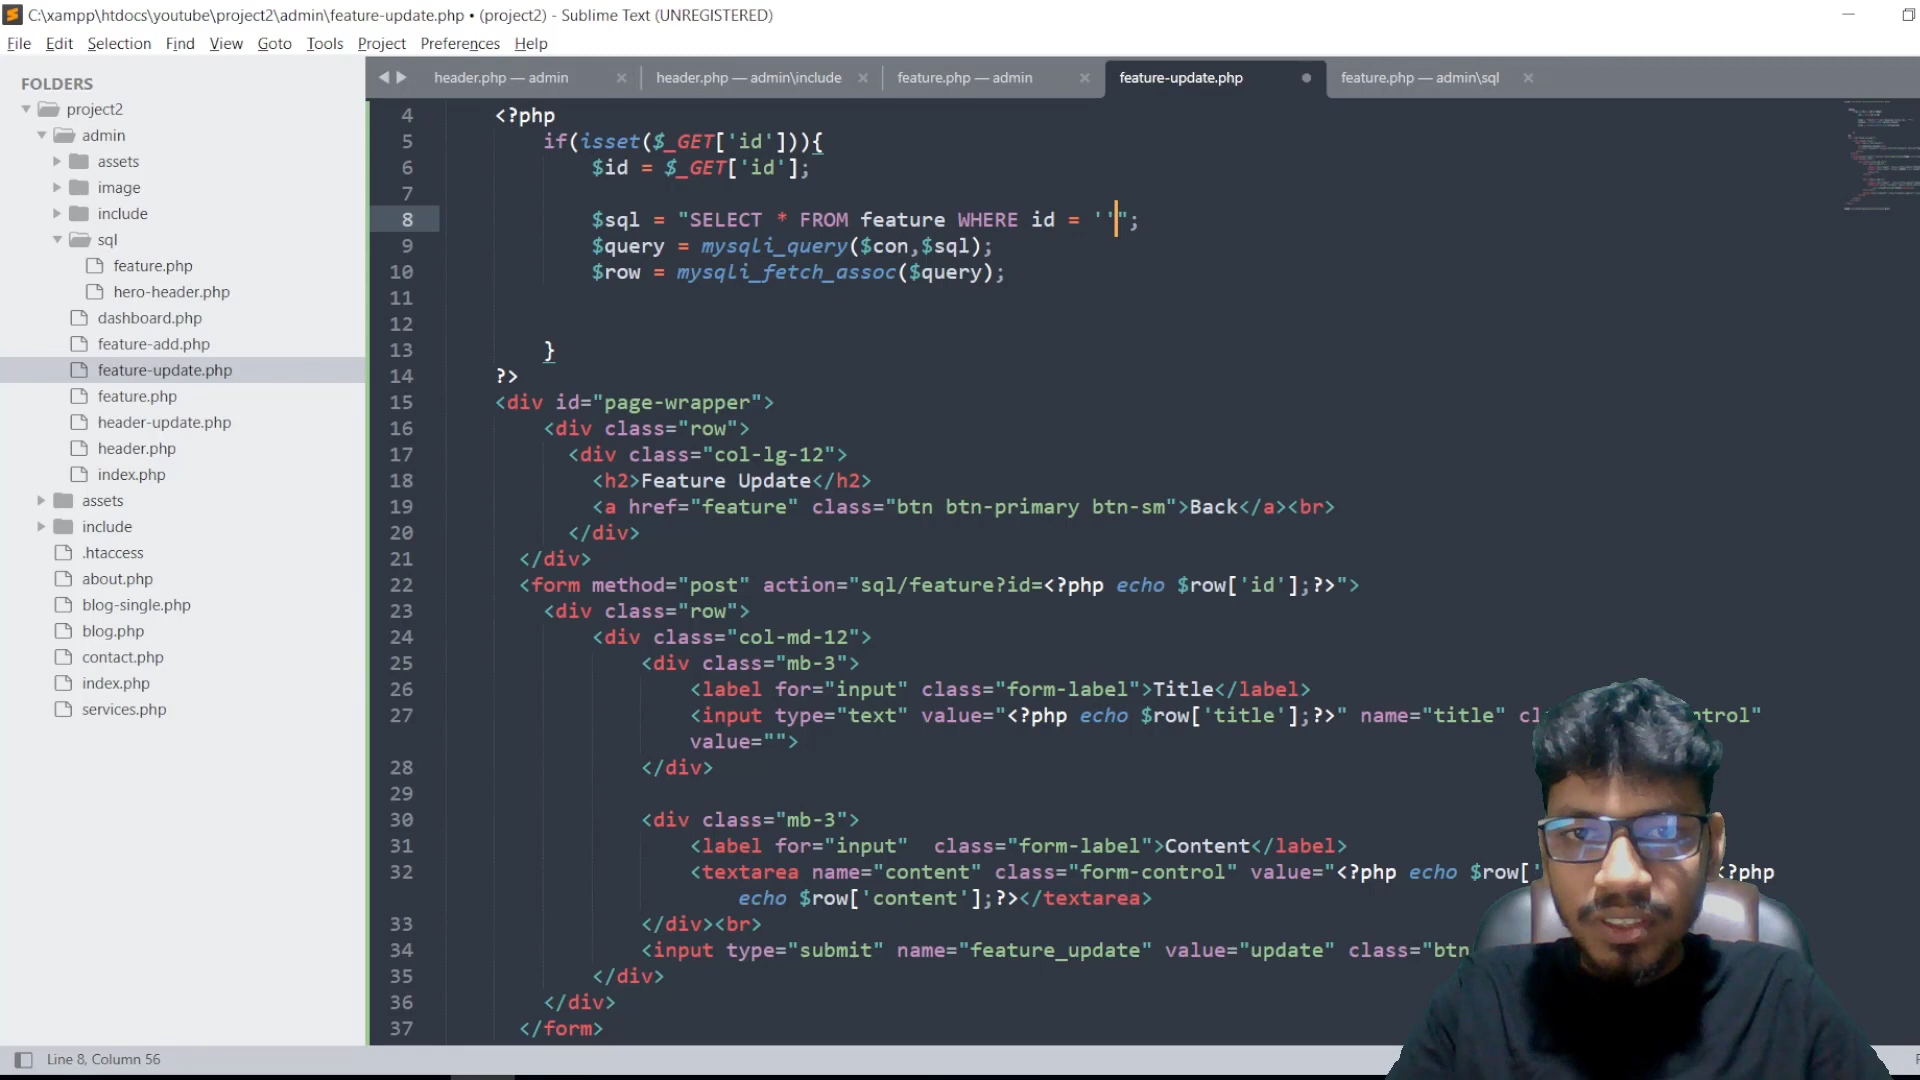 C:\xampp\htdocs\youtube\project2\admin\feature-update.php • (project2) - Sublime Text (UNREGISTERED)
File Edit Selection Find View Goto Tools Project Preferences Help
FOLDERS
project2
admin
assets
image
include
sql
feature.php
hero-header.php
dashboard.php
feature-add.php
feature-update.php
feature.php
header-update.php
header.php
index.php
assets
include
.htaccess
about.php
blog-single.php
blog.php
contact.php
index.php
services.php
header.php — admin header.php — admin\include feature.php — admin feature-update.php feature.php — admin\sql
4 <?php
5 if(isset($_GET['id'])){
6 $id = $_GET['id'];
7
8 $sql = "SELECT * FROM feature WHERE id = ''";
9 $query = mysqli_query($con,$sql);
10 $row = mysqli_fetch_assoc($query);
11
12
13 }
14 ?>
15 <div id="page-wrapper">
16 <div class="row">
17 <div class="col-lg-12">
18 <h2>Feature Update</h2>
19 <a href="feature" class="btn btn-primary btn-sm">Back</a><br>
20 </div>
21 </div>
22 <form method="post" action="sql/feature?id=<?php echo $row['id'];?>">
23 <div class="row">
24 <div class="col-md-12">
25 <div class="mb-3">
26 <label for="input" class="form-label">Title</label>
27 <input type="text" value="<?php echo $row['title'];?>" name="title" cl ntrol"
value="">
28 </div>
29
30 <div class="mb-3">
31 <label for="input" class="form-label">Content</label>
32 <textarea name="content" class="form-control" value="<?php echo $row[' <?php
echo $row['content'];?></textarea>
33 </div><br>
34 <input type="submit" name="feature_update" value="update" class="btn
35 </div>
36 </div>
37 </form>
Line 8, Column 56